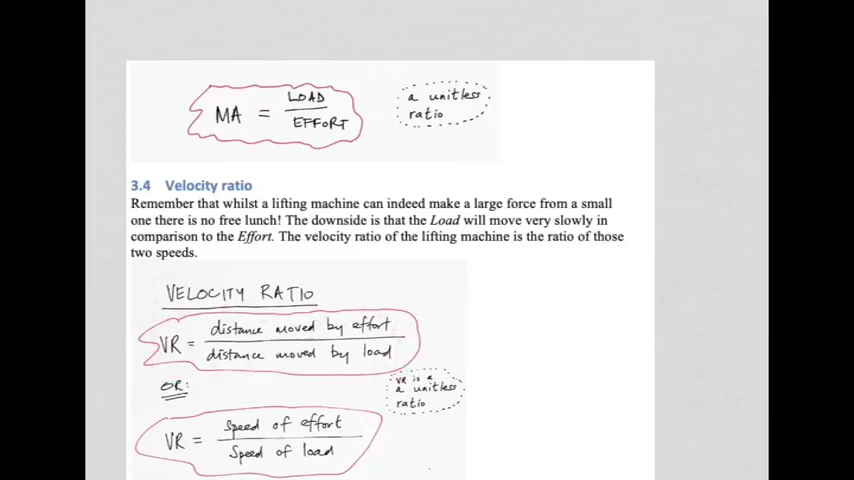 MA = LOAD / EFFORT
a unitless
ratio
3.4 Velocity ratio
Remember that whilst a lifting machine can indeed make a large force from a small
one there is no free lunch! The downside is that the Load will move very slowly in
comparison to the Effort. The velocity ratio of the lifting machine is the ratio of those
two speeds.
VELOCITY RATIO
VR = distance moved by effort / distance moved by load
VR is a
a unitless
ratio
OR:
VR = Speed of effort / Speed of load